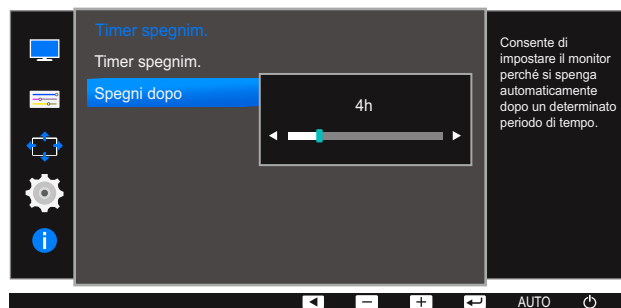 Timer spegnim.
Timer spegnim.
Spegni dopo
4h
Consente di
impostare il monitor
perché si spenga
automaticamente
dopo un determinato
periodo di tempo.
AUTO